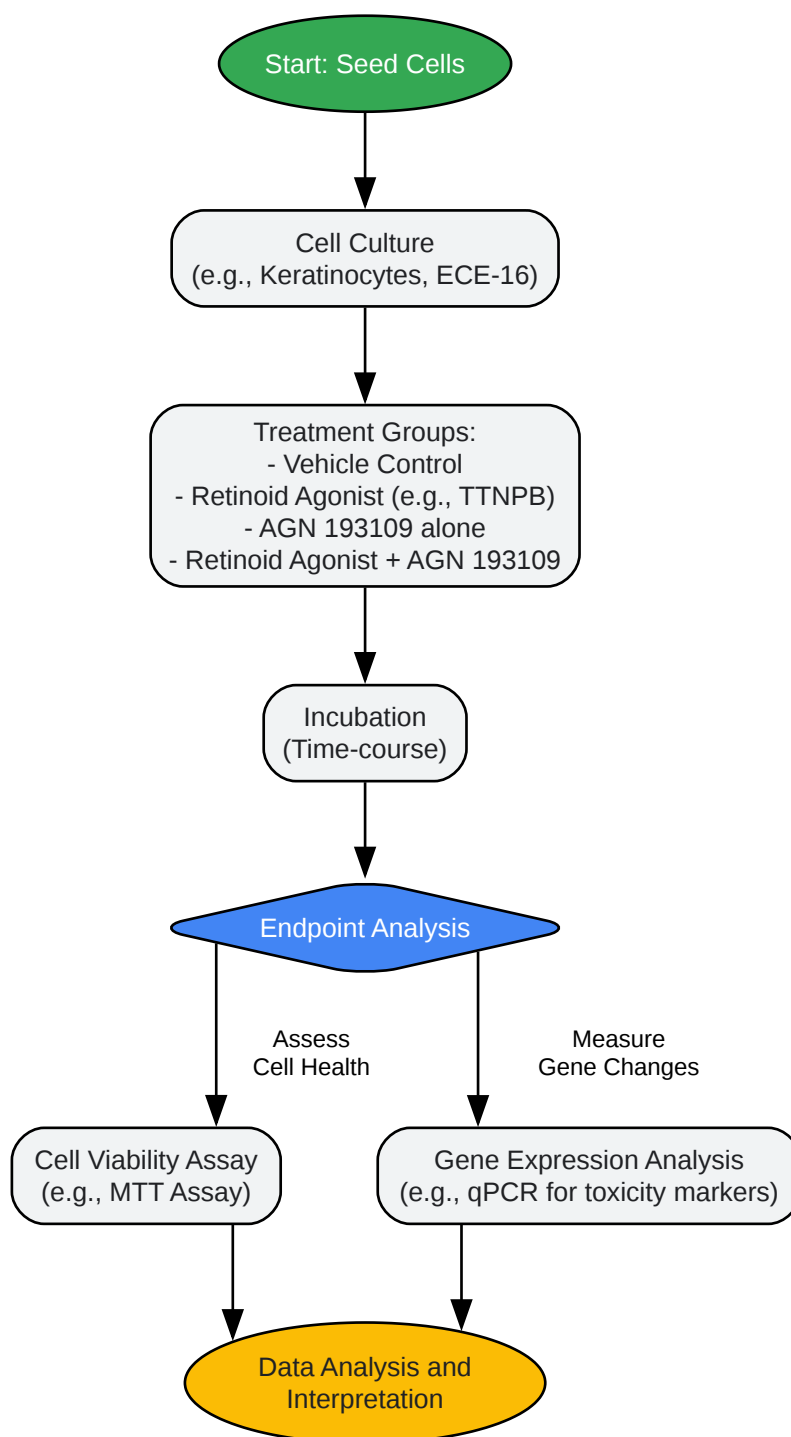 Start: Seed Cells
Cell Culture
(e.g., Keratinocytes, ECE-16)
Treatment Groups:
- Vehicle Control
- Retinoid Agonist (e.g., TTNPB)
- AGN 193109 alone
- Retinoid Agonist + AGN 193109
Incubation
(Time-course)
Endpoint Analysis
Assess
Cell Health
Measure
Gene Changes
Cell Viability Assay
(e.g., MTT Assay)
Gene Expression Analysis
(e.g., qPCR for toxicity markers)
Data Analysis and
Interpretation